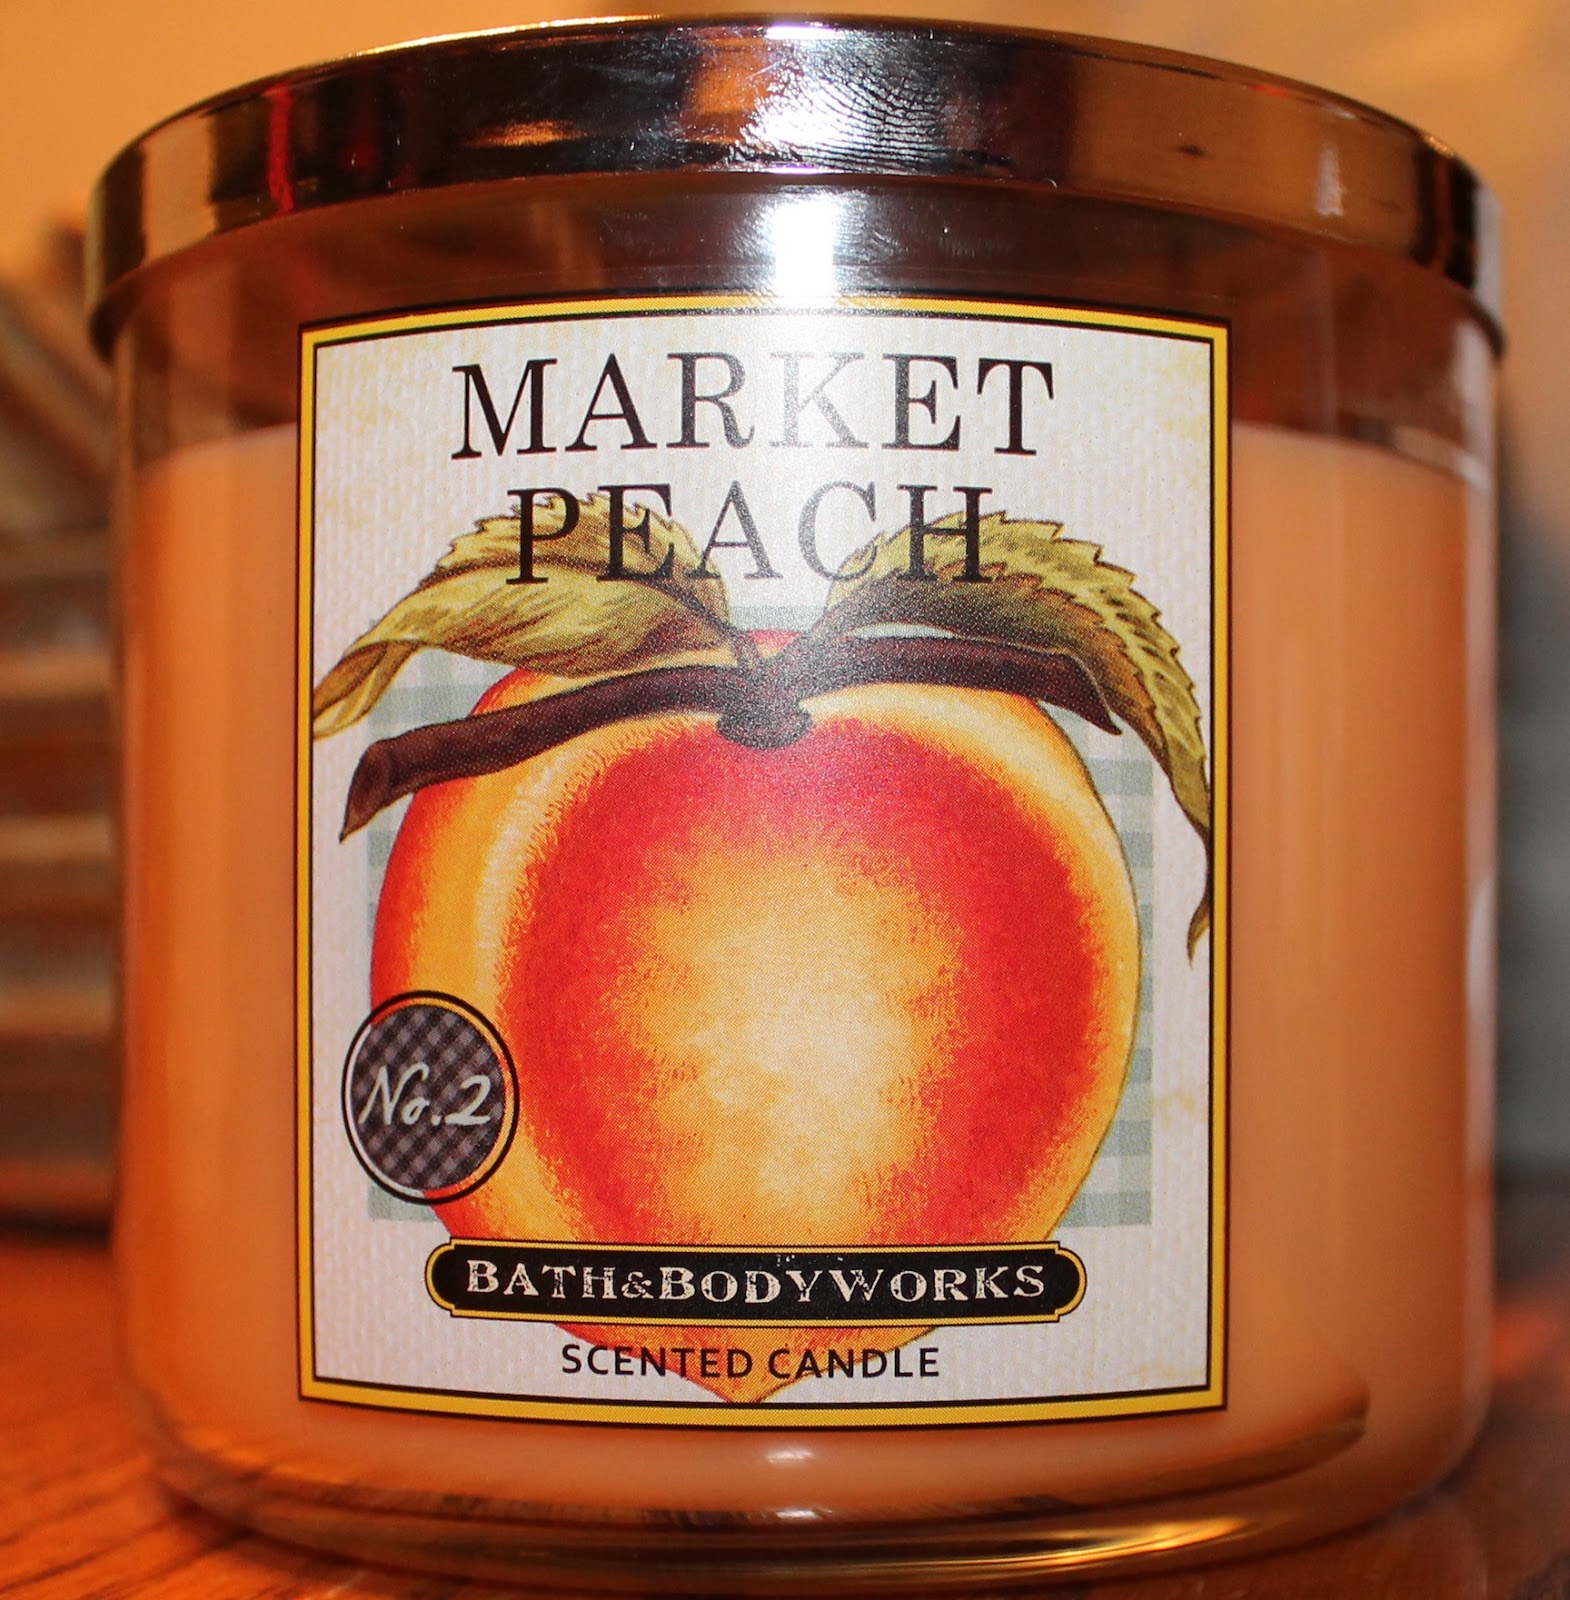 MARKET
PEACH
No.2
BATH&BODYWORKS
SCENTED CANDLE